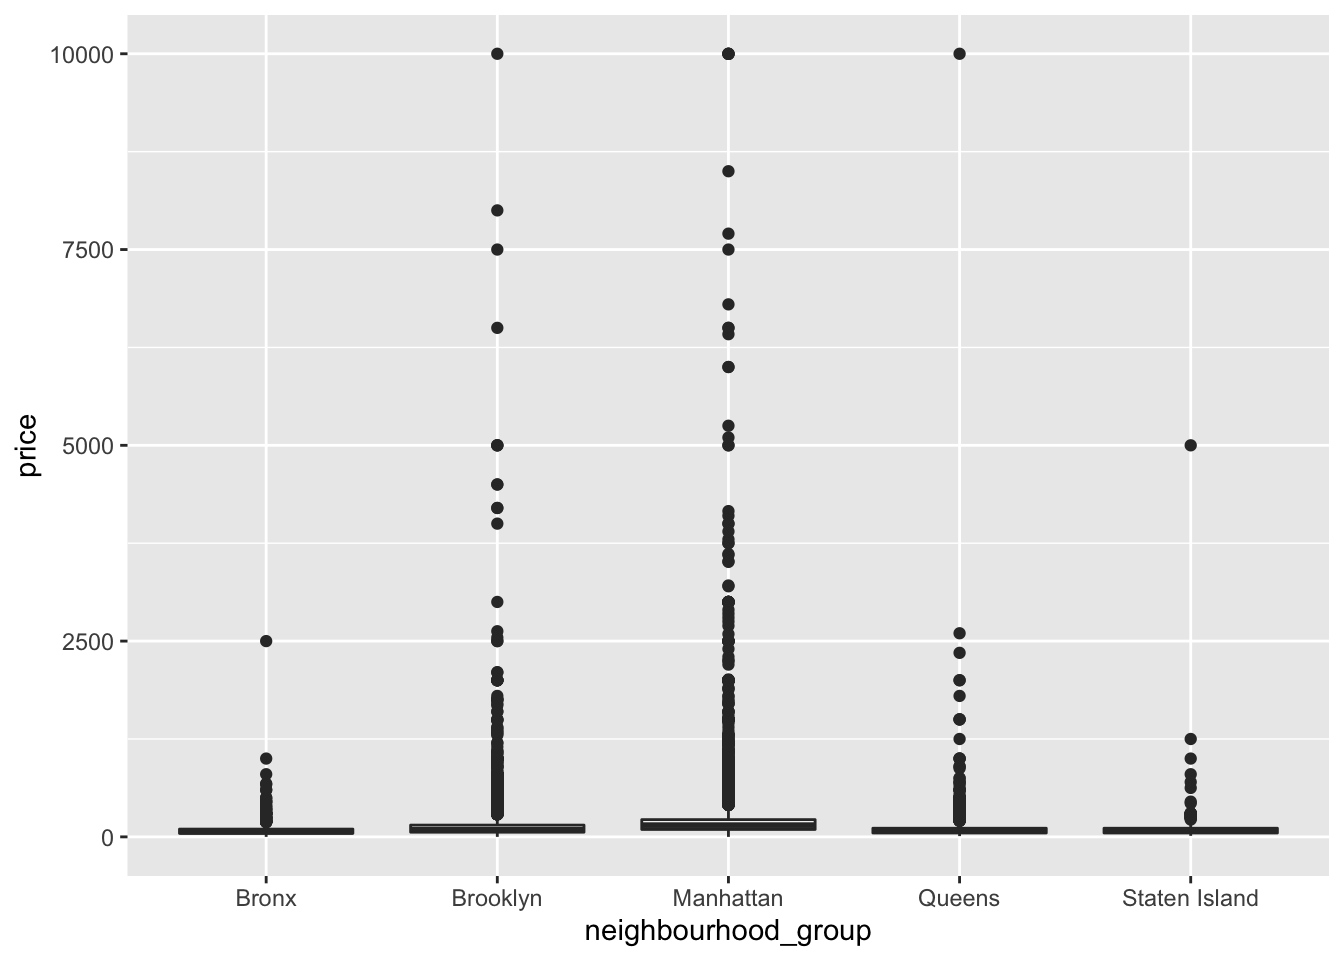 10000
7500
5000
2500
0
price
Bronx
Brooklyn
Manhattan
Queens
Staten Island
neighbourhood_group